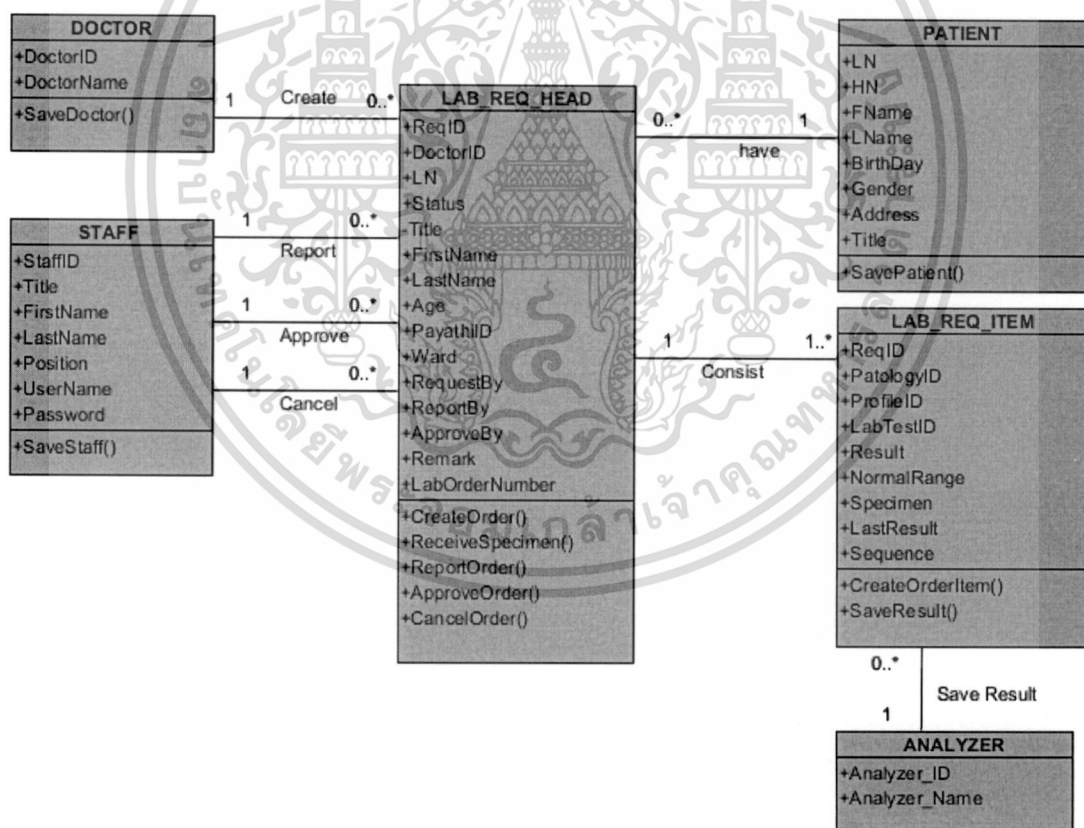 DOCTOR
+DoctorID
+DoctorName
+SaveDoctor()
1 Create 0..*
STAFF
+StaffID
+Title
+FirstName
+LastName
+Position
+UserName
+Password
+SaveStaff()
1 0..*
Report
1 0..*
Approve
1 0..*
Cancel
LAB_REQ_HEAD
+ReqID
+DoctorID
+LN
+Status
-Title
+FirstName
+LastName
+Age
+PayathiID
+Ward
+RequestBy
+ReportBy
+ApproveBy
+Remark
+LabOrderNumber
+CreateOrder()
+ReceiveSpecimen()
+ReportOrder()
+ApproveOrder()
+CancelOrder()
0..* 1
have
PATIENT
+LN
+HN
+FName
+LName
+BirthDay
+Gender
+Address
+Title
+SavePatient()
1 1..*
Consist
LAB_REQ_ITEM
+ReqID
+PatologyID
+ProfileID
+LabTestID
+Result
+NormalRange
+Specimen
+LastResult
+Sequence
+CreateOrderItem()
+SaveResult()
0..*
Save Result
1
ANALYZER
+Analyzer_ID
+Analyzer_Name